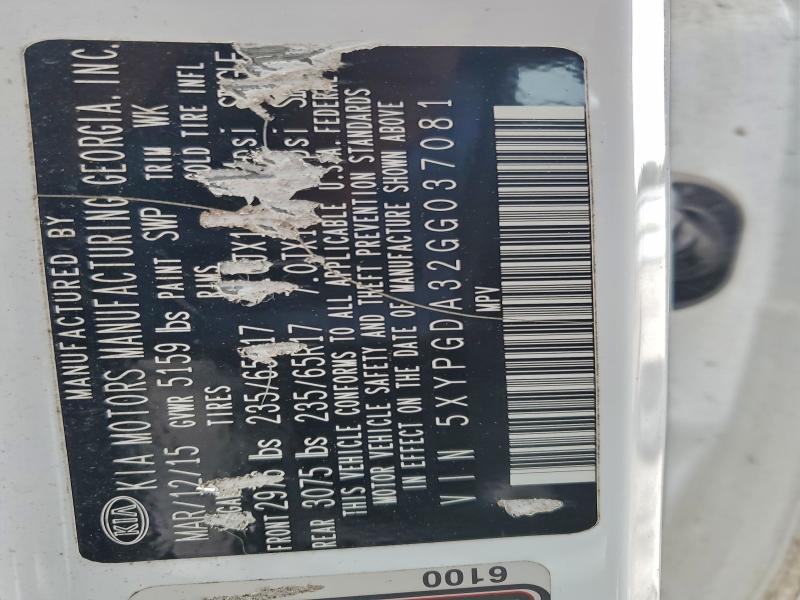 MANUFACTURED BY
KIA KIA MOTORS MANUFACTURING GEORGIA, INC.
MAR/12/15 GVWR 5159 lbs PAINT SWP TRIM WK
TIRES COLD TIRE INFL
FRONT lbs 235/65R17
REAR 3075 lbs 235/65R17
THIS VEHICLE CONFORMS TO ALL APPLICABLE U.S.A. FEDERAL
MOTOR VEHICLE SAFETY AND THEFT PREVENTION STANDARDS
IN EFFECT ON THE DATE OF MANUFACTURE SHOWN ABOVE
VIN 5XYPGDA32GG037081
MPV
6100